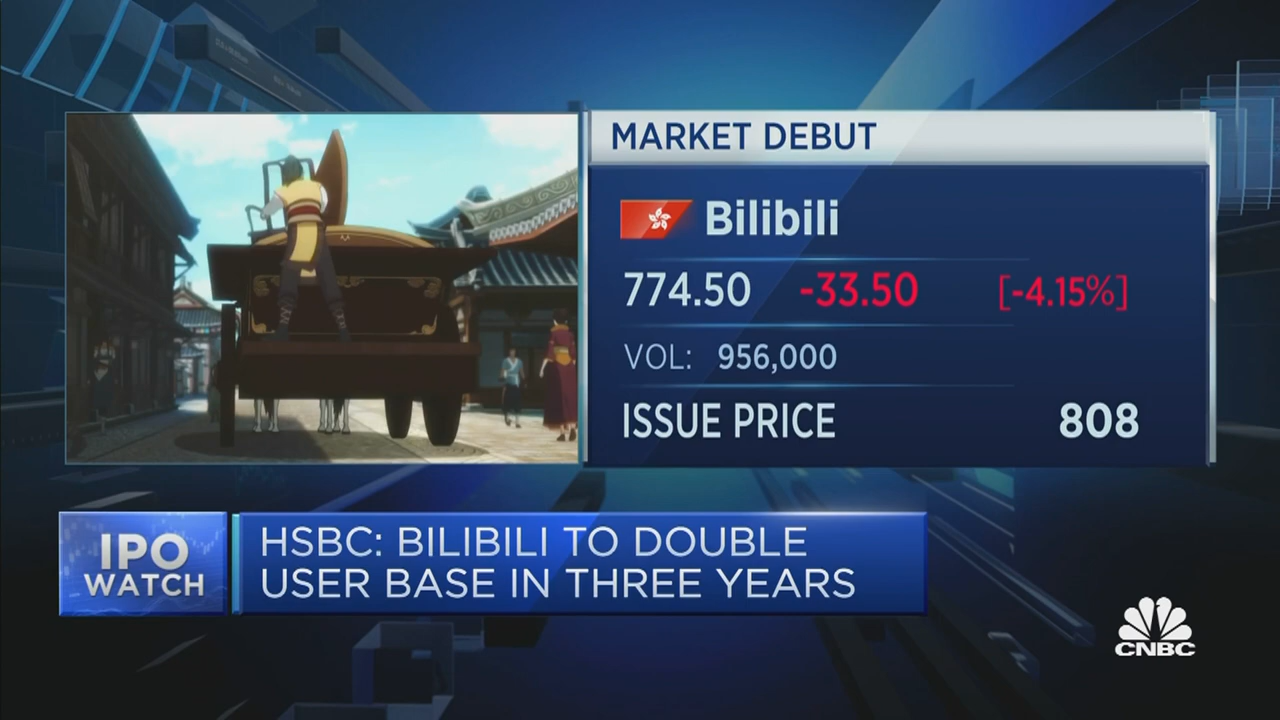 MARKET DEBUT
Bilibili
774.50 -33.50 [-4.15%]
VOL: 956,000
ISSUE PRICE 808
IPO
WATCH
HSBC: BILIBILI TO DOUBLE
USER BASE IN THREE YEARS
CNBC